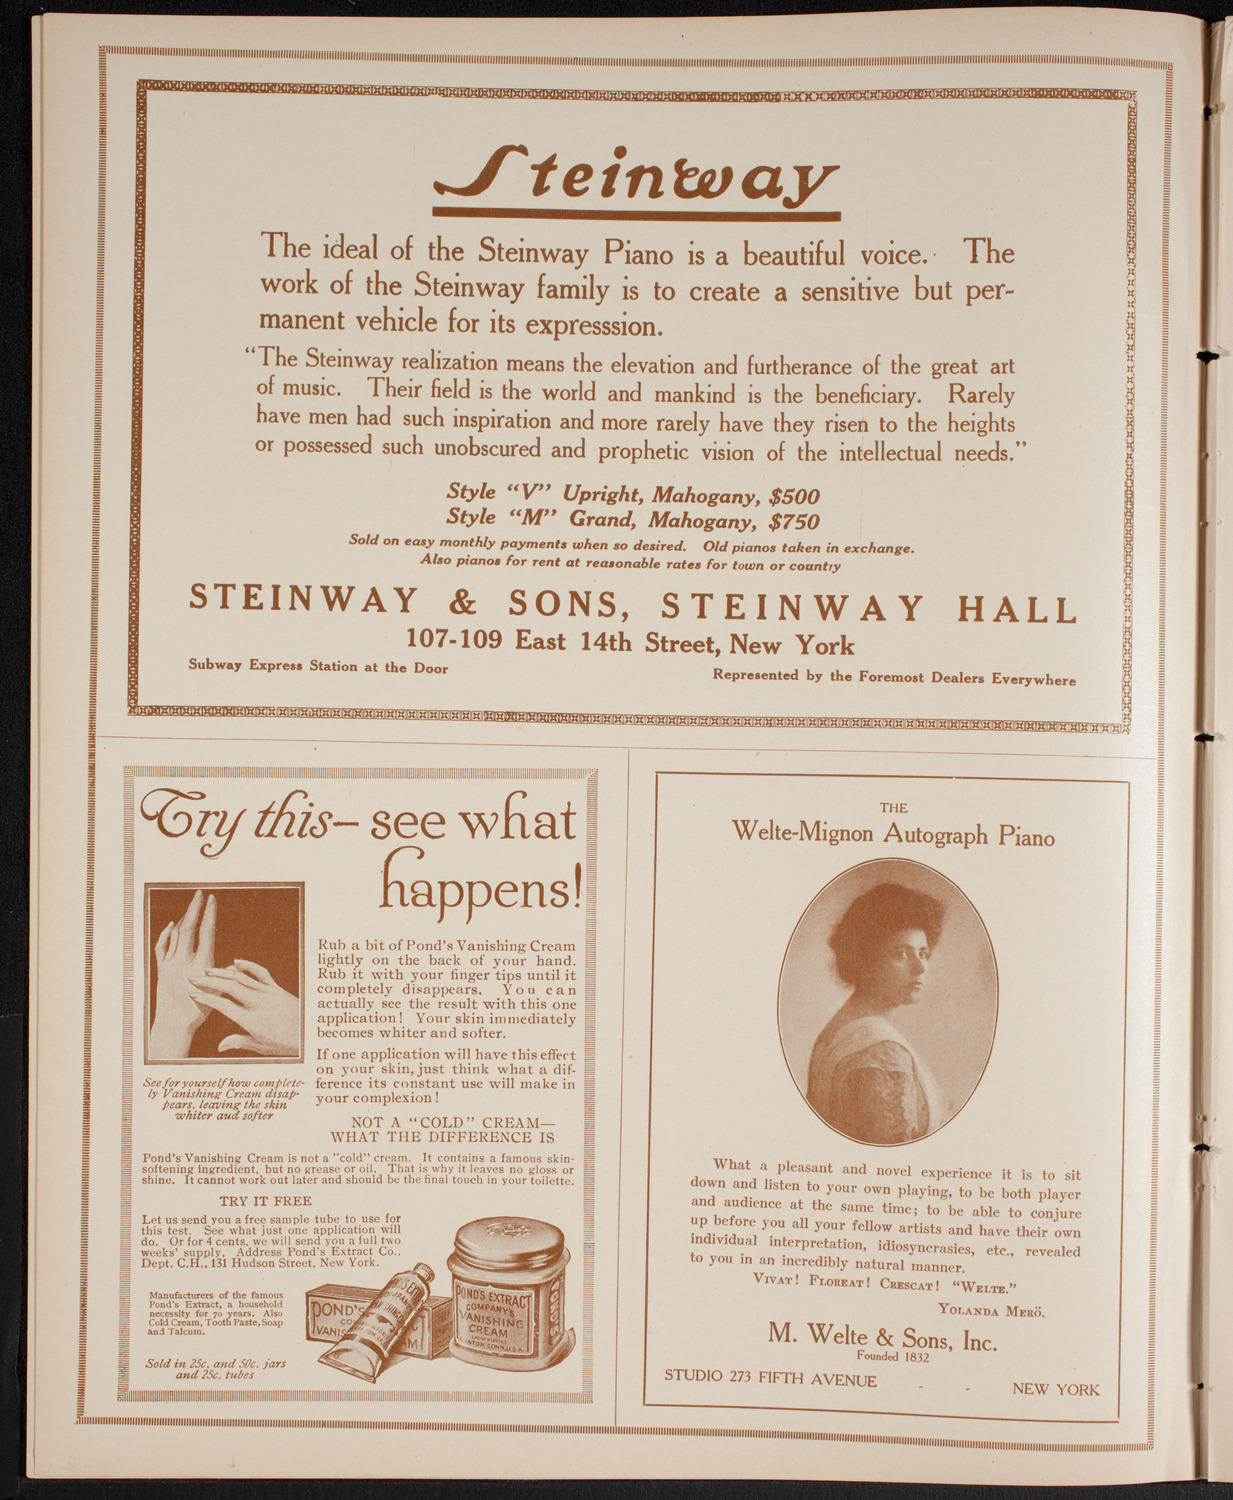 Steinway
The ideal of the Steinway Piano is a beautiful voice. The
work of the Steinway family is to create a sensitive but per-
manent vehicle for its expresssion.
“The Steinway realization means the elevation and furtherance of the great art
of music. Their field is the world and mankind is the beneficiary. Rarely
have men had such inspiration and more rarely have they risen to the heights
or possessed such unobscured and prophetic vision of the intellectual needs.”
Style “V” Upright, Mahogany, $500
Style “M” Grand, Mahogany, $750
Sold on easy monthly payments when so desired. Old pianos taken in exchange.
Also pianos for rent at reasonable rates for town or country
STEINWAY & SONS, STEINWAY HALL
107-109 East 14th Street, New York
Subway Express Station at the Door
Represented by the Foremost Dealers Everywhere
Try this— see what
happens!
Rub a bit of Pond's Vanishing Cream
lightly on the back of your hand.
Rub it with your finger tips until it
completely disappears. You can
actually see the result with this one
application! Your skin immediately
becomes whiter and softer.
If one application will have this effect
on your skin, just think what a dif-
ference its constant use will make in
your complexion!
See for yourself how complete-
ly Vanishing Cream disap-
pears, leaving the skin
whiter aud softer
NOT A “COLD” CREAM—
WHAT THE DIFFERENCE IS
Pond's Vanishing Cream is not a "cold" cream. It contains a famous skin-
softening ingredient, but no grease or oil. That is why it leaves no gloss or
shine. It cannot work out later and should be the final touch in your toilette.
TRY IT FREE
Let us send you a free sample tube to use for
this test. See what just one application will
do. Or for 4 cents, we will send you a full two
weeks' supply. Address Pond's Extract Co.,
Dept. C.H., 131 Hudson Street, New York.
Manufacturers of the famous
Pond's Extract, a household
necessity for 70 years. Also
Cold Cream, Tooth Paste, Soap
and Talcum.
Sold in 25c. and 50c. jars
and 25c. tubes
POND'S
VANIS
POND'S EXTRACT
COMPANY'S
VANISHING
CREAM
THE
Welte-Mignon Autograph Piano
What a pleasant and novel experience it is to sit
down and listen to your own playing, to be both player
and audience at the same time; to be able to conjure
up before you all your fellow artists and have their own
individual interpretation, idiosyncrasies, etc., revealed
to you in an incredibly natural manner.
Vivat! Floreat! Crescat! “Welte.”
Yolanda Merö.
M. Welte & Sons, Inc.
Founded 1832
STUDIO 273 FIFTH AVENUE - - NEW YORK